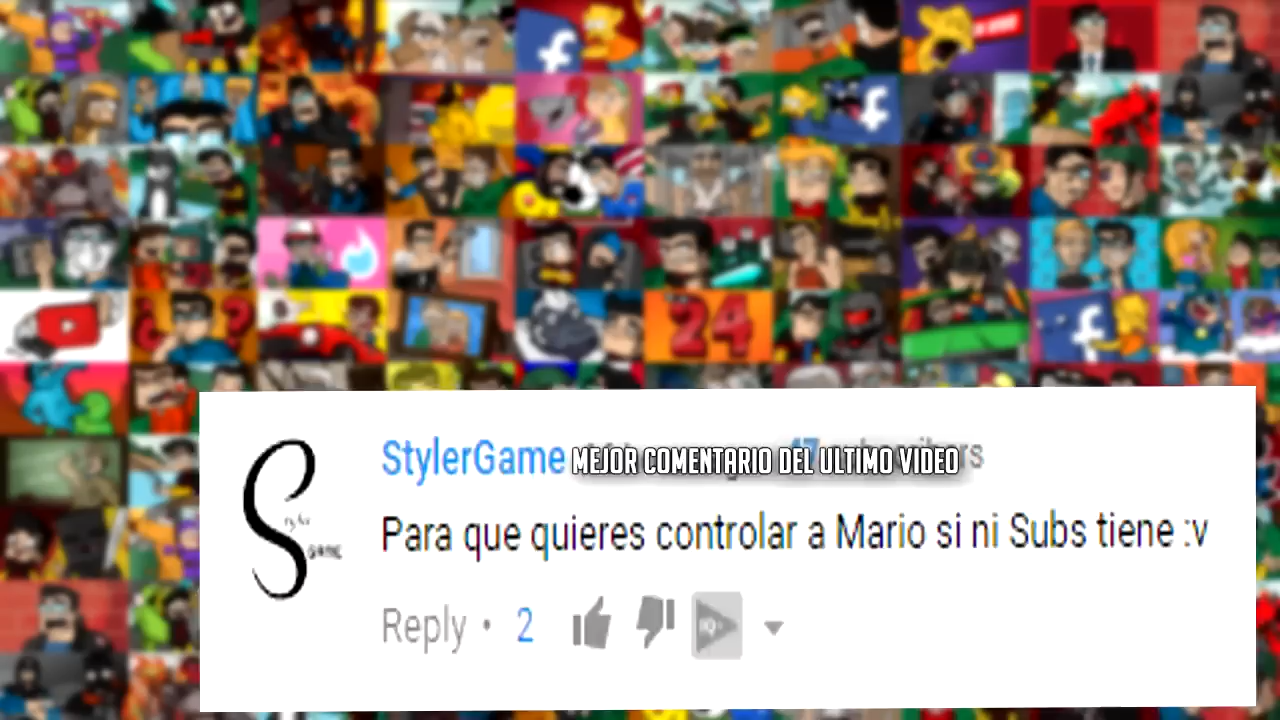 24
StylerGame
MEJOR COMENTARIO DEL ULTIMO VIDEO
Para que quieres controlar a Mario si ni Subs tiene :v
Reply • 2